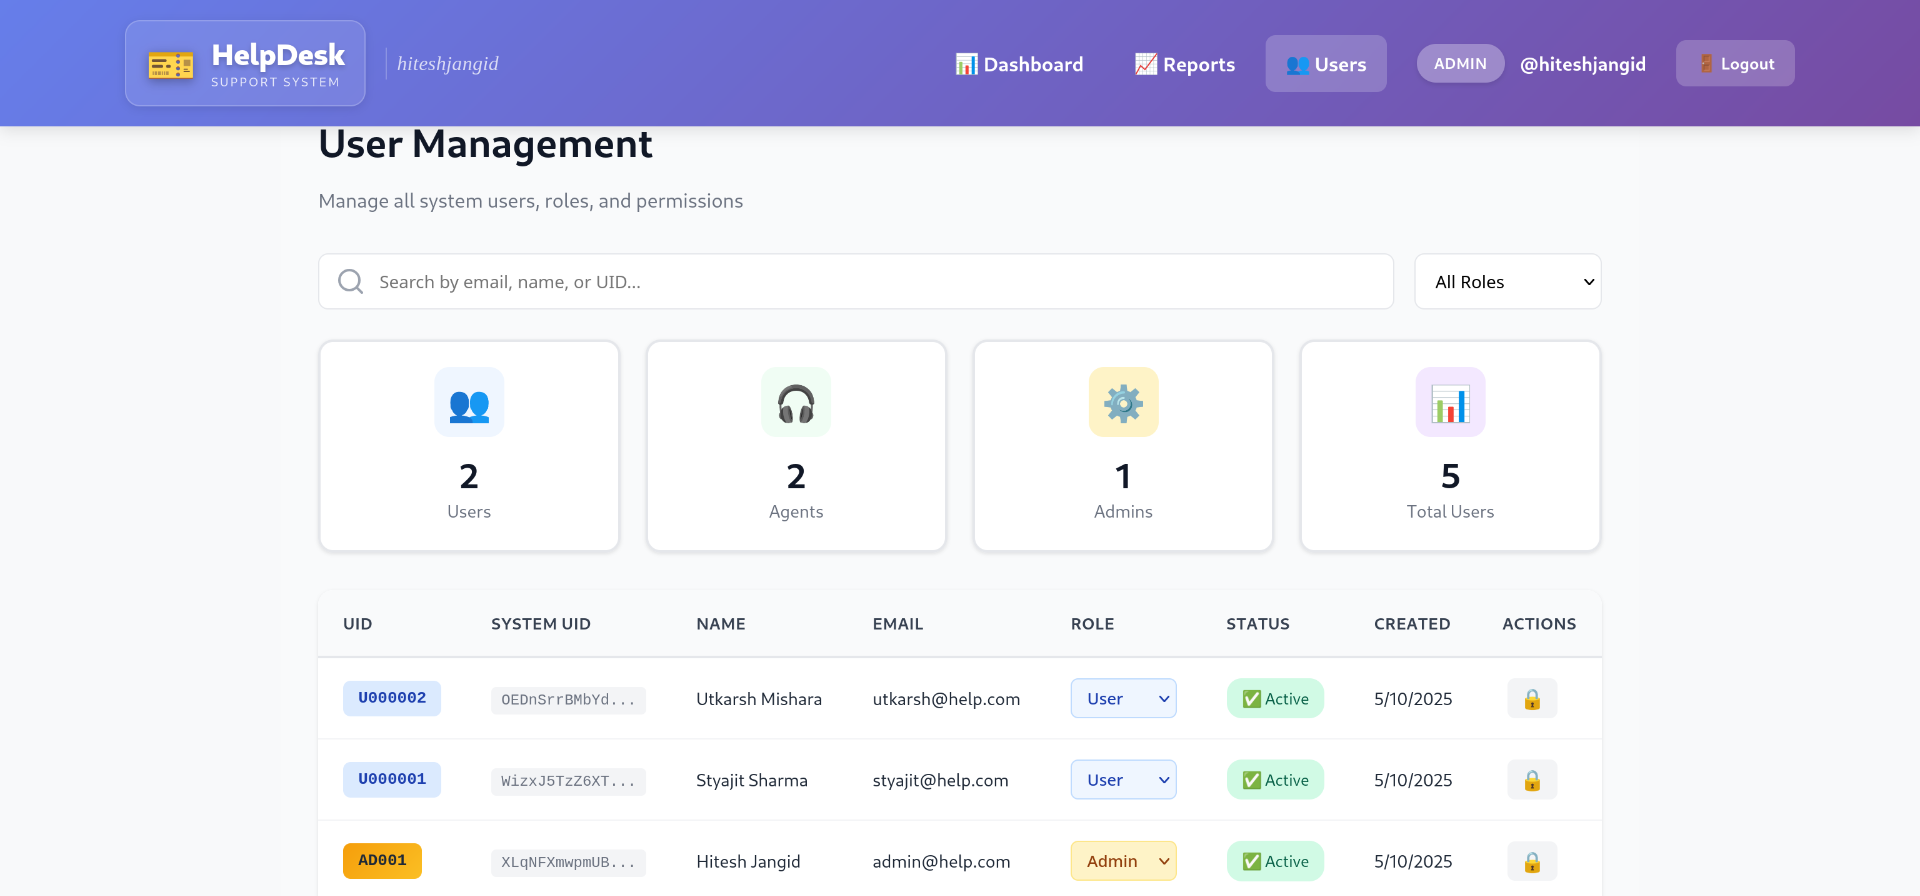 HelpDesk
SUPPORT SYSTEM
hiteshjangid
Dashboard
Reports
Users
ADMIN
@hiteshjangid
Logout
User Management
Manage all system users, roles, and permissions
Search by email, name, or UID...
All Roles
2
Users
2
Agents
1
Admins
5
Total Users
UID SYSTEM UID NAME EMAIL ROLE STATUS CREATED ACTIONS
U000002 OEDnSrrBMbYd... Utkarsh Mishara utkarsh@help.com User Active 5/10/2025
U000001 WizxJ5TzZ6XT... Styajit Sharma styajit@help.com User Active 5/10/2025
AD001 XLqNFXmwpmUB... Hitesh Jangid admin@help.com Admin Active 5/10/2025